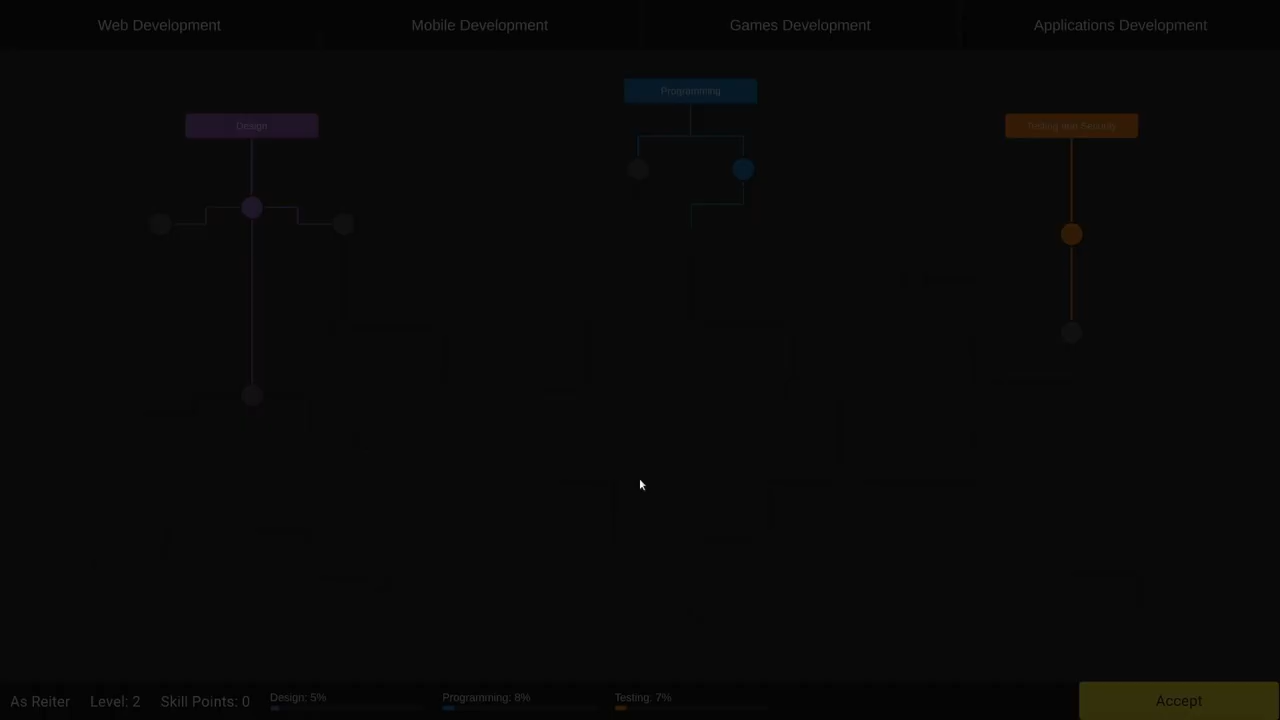 Web Development
Mobile Development
Games Development
Applications Development
Programming
Design
Testing and Security
As Reiter
Level: 2
Skill Points: 0
Design: 5%
Programming: 8%
Testing: 7%
Accept